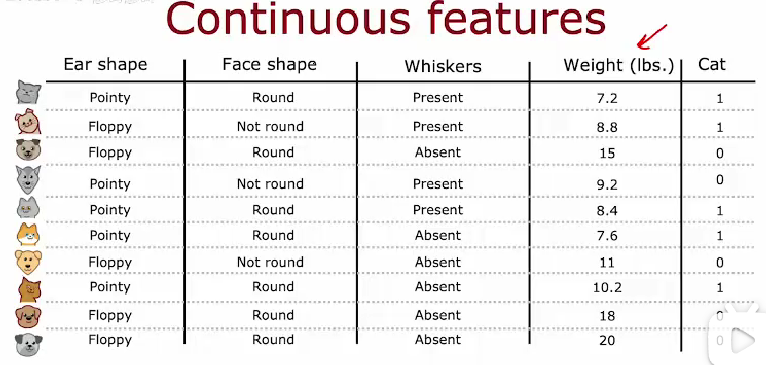 Continuous features
Ear shape Face shape Whiskers Weight (lbs.) Cat
Pointy Round Present 7.2 1
Floppy Not round Present 8.8 1
Floppy Round Absent 15 0
Pointy Not round Present 9.2 0
Pointy Round Present 8.4 1
Pointy Round Absent 7.6 1
Floppy Not round Absent 11 0
Pointy Round Absent 10.2 1
Floppy Round Absent 18 0
Floppy Round Absent 20 0